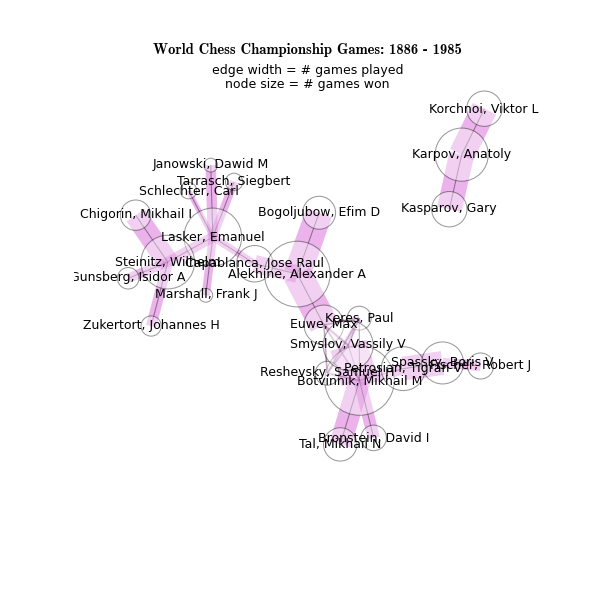 World Chess Championship Games: 1886 - 1985
edge width = # games played
node size = # games won
Korchnoi, Viktor L
Karpov, Anatoly
Janowski, Dawid M
Tarrasch, Siegbert
Schlechter, Carl
Kasparov, Gary
Chigorin, Mikhail I
Bogoljubow, Efim D
Lasker, Emanuel
Steinitz, Wilhelm
Capablanca, Jose Raul
Alekhine, Alexander A
Gunsberg, Isidor A
Marshall, Frank J
Zukertort, Johannes H
Keres, Paul
Euwe, Max
Smyslov, Vassily V
Spassky, Boris V
Fischer, Robert J
Petrosian, Tigran V
Reshevsky, Samuel H
Botvinnik, Mikhail M
Bronstein, David I
Tal, Mikhail N